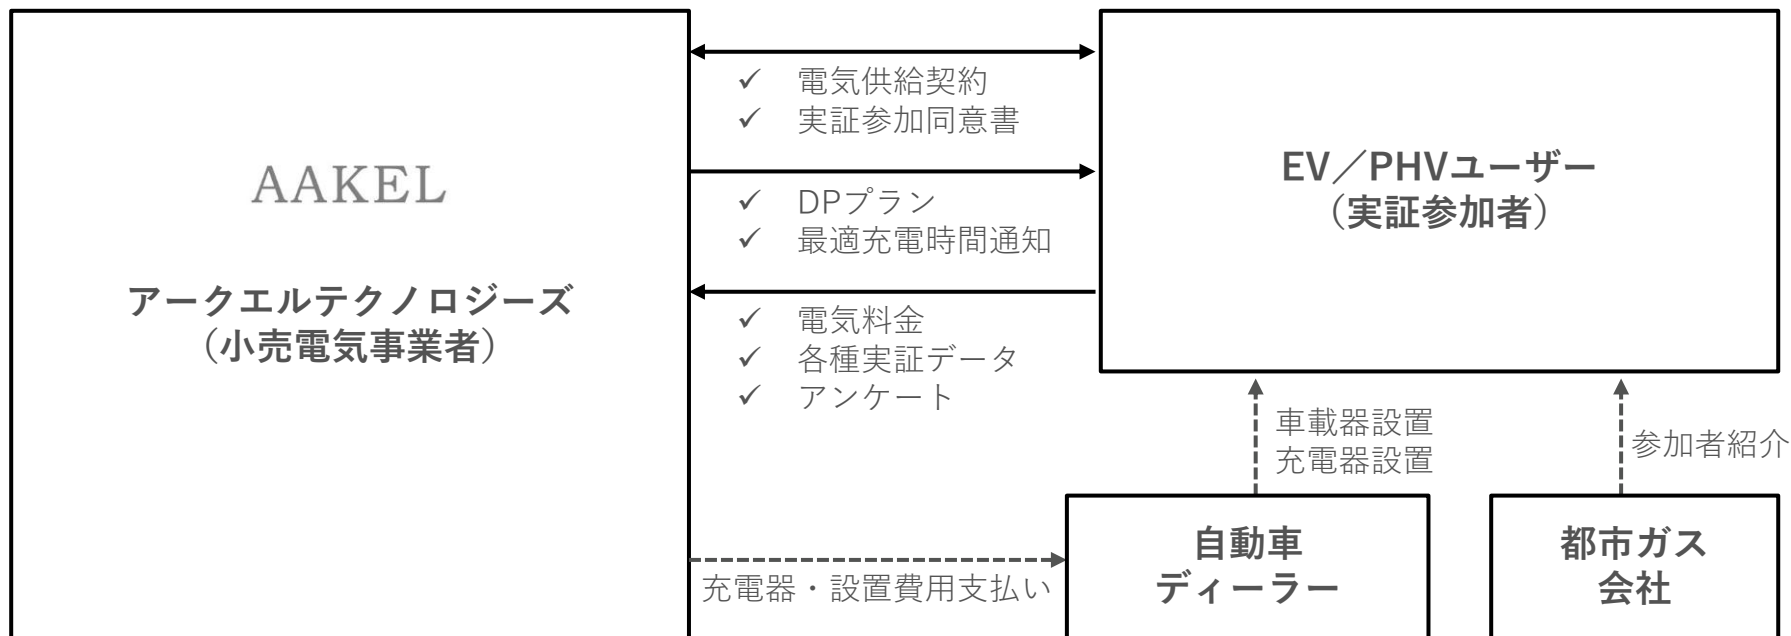 AAKEL
アークエルテクノロジーズ
（小売電気事業者）
✓ 電気供給契約
✓ 実証参加同意書
✓ DPプラン
✓ 最適充電時間通知
✓ 電気料金
✓ 各種実証データ
✓ アンケート
EV／PHVユーザー
（実証参加者）
車載器設置
充電器設置
参加者紹介
充電器・設置費用支払い
自動車
ディーラー
都市ガス
会社